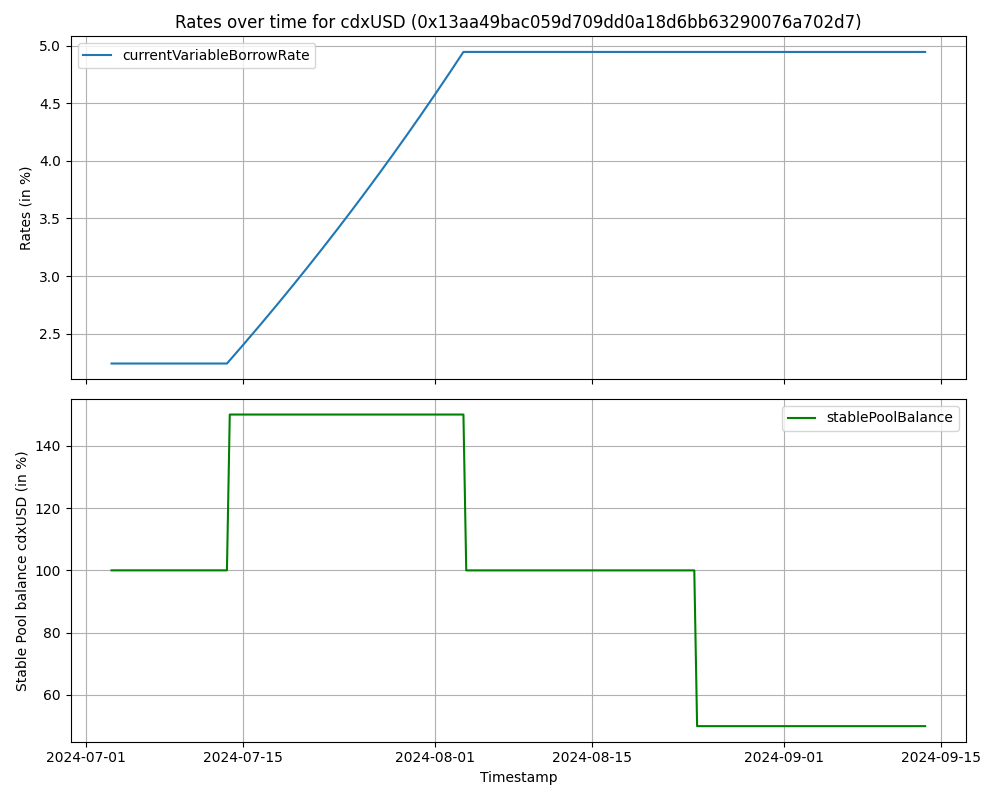 Rates over time for cdxUSD (0x13aa49bac059d709dd0a18d6bb63290076a702d7)
currentVariableBorrowRate
Rates (in %)
5.0
4.5
4.0
3.5
3.0
2.5
stablePoolBalance
Stable Pool balance cdxUSD (in %)
140
120
100
80
60
2024-07-01 2024-07-15 2024-08-01 2024-08-15 2024-09-01 2024-09-15
Timestamp